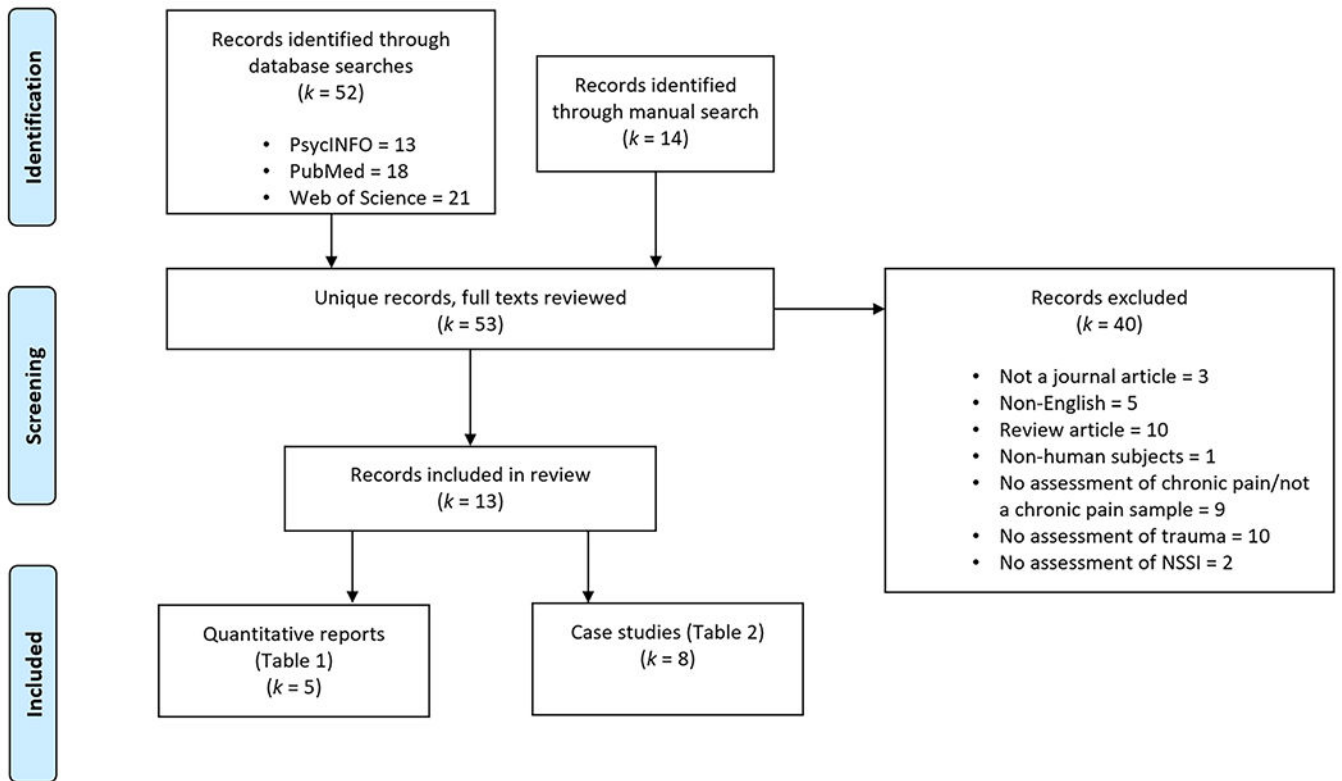 Identification
Records identified through
database searches
(k = 52)
• PsycINFO = 13
• PubMed = 18
• Web of Science = 21
Records identified
through manual search
(k = 14)
Screening
Unique records, full texts reviewed
(k = 53)
Records excluded
(k = 40)
• Not a journal article = 3
• Non-English = 5
• Review article = 10
• Non-human subjects = 1
• No assessment of chronic pain/not
a chronic pain sample = 9
• No assessment of trauma = 10
• No assessment of NSSI = 2
Records included in review
(k = 13)
Included
Quantitative reports
(Table 1)
(k = 5)
Case studies (Table 2)
(k = 8)